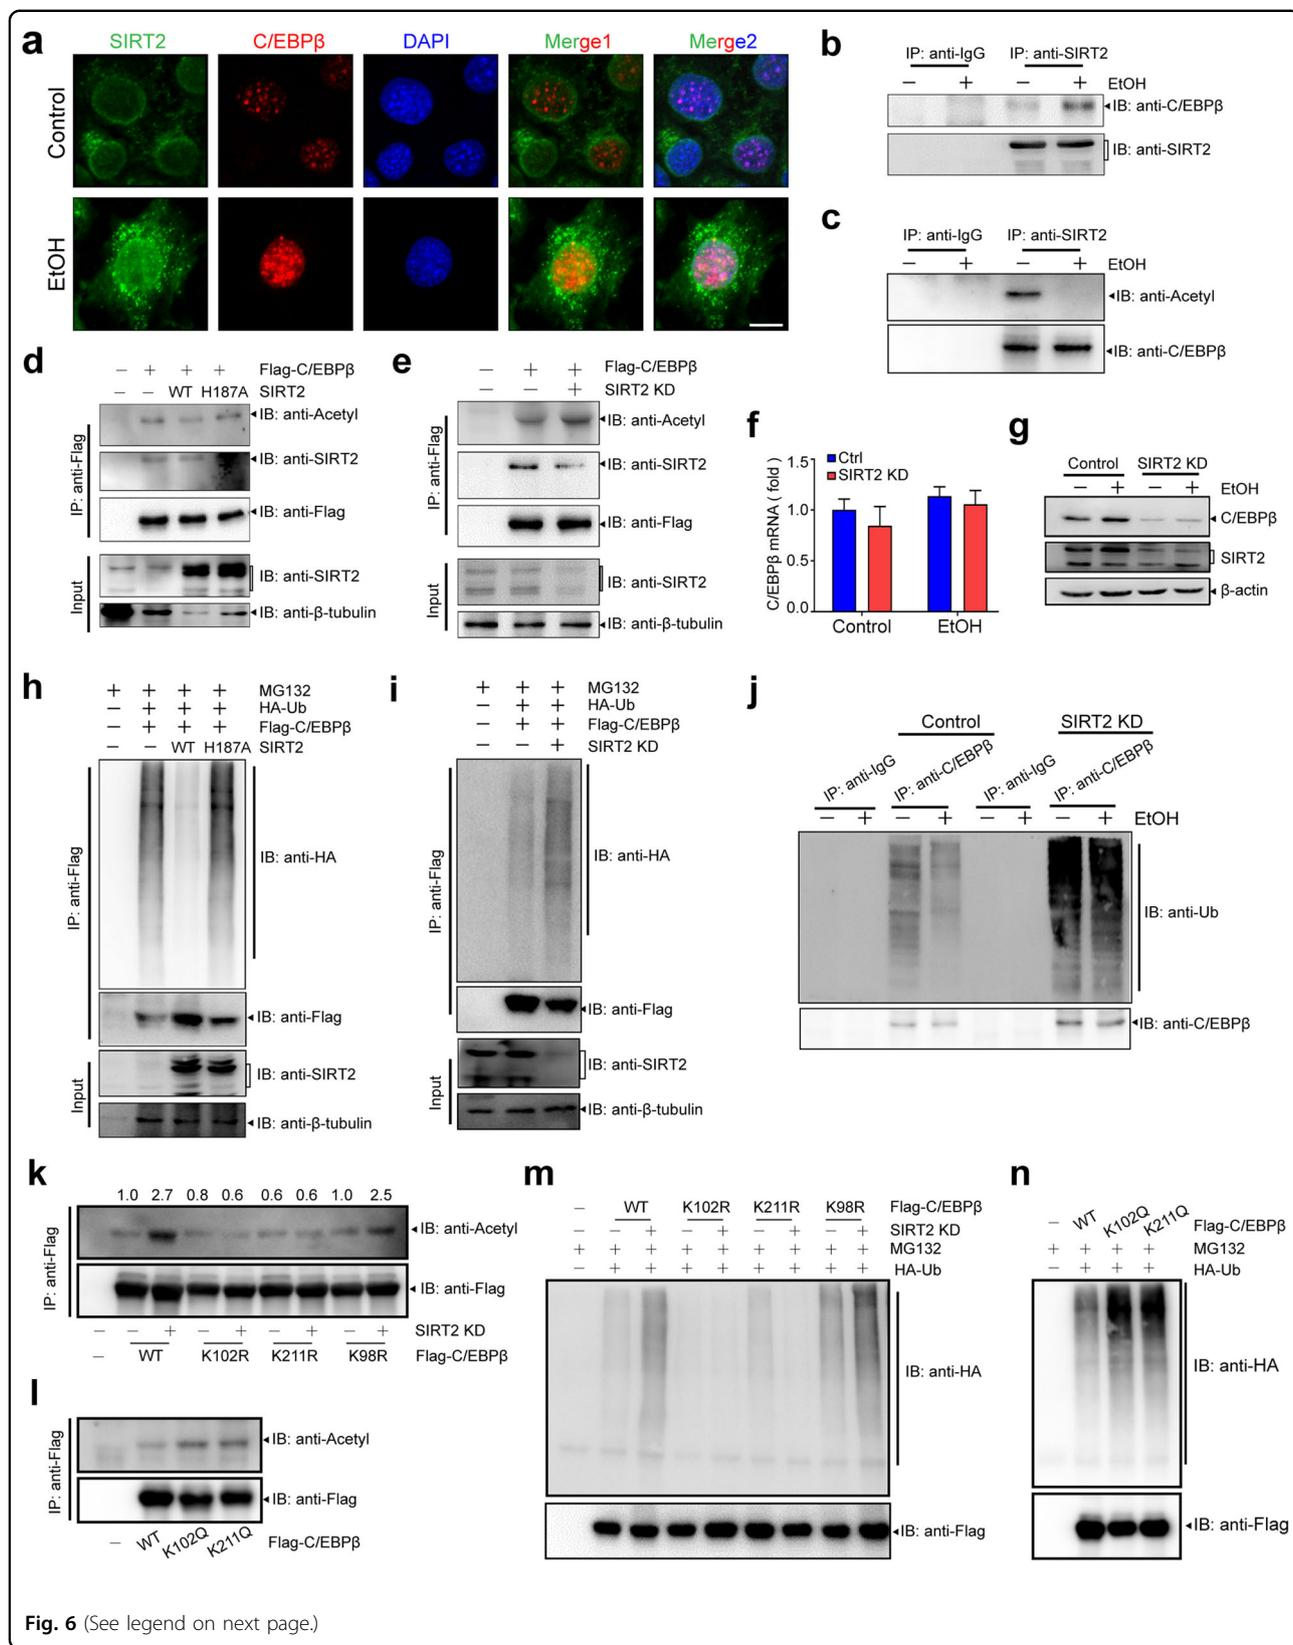 a
SIRT2 C/EBPβ DAPI Merge1 Merge2
Control
EtOH
b
IP: anti-IgG IP: anti-SIRT2
− + − + EtOH
IB: anti-C/EBPβ
IB: anti-SIRT2
c
IP: anti-IgG IP: anti-SIRT2
− + − + EtOH
IB: anti-Acetyl
IB: anti-C/EBPβ
d
− + + + Flag-C/EBPβ
− − WT H187A SIRT2
IP: anti-Flag
IB: anti-Acetyl
IB: anti-SIRT2
IB: anti-Flag
Input
IB: anti-SIRT2
IB: anti-β-tubulin
e
− + + Flag-C/EBPβ
− − + SIRT2 KD
IP: anti-Flag
IB: anti-Acetyl
IB: anti-SIRT2
IB: anti-Flag
Input
IB: anti-SIRT2
IB: anti-β-tubulin
f
Ctrl
SIRT2 KD
C/EBPβ mRNA ( fold )
1.5
1.0
0.5
0.0
Control EtOH
g
Control SIRT2 KD
− + − + EtOH
C/EBPβ
SIRT2
β-actin
h
+ + + + MG132
− + + + HA-Ub
− + + + Flag-C/EBPβ
− − WT H187A SIRT2
IP: anti-Flag
IB: anti-HA
IB: anti-Flag
Input
IB: anti-SIRT2
IB: anti-β-tubulin
i
+ + + MG132
− + + HA-Ub
− + + Flag-C/EBPβ
− − + SIRT2 KD
IP: anti-Flag
IB: anti-HA
IB: anti-Flag
Input
IB: anti-SIRT2
IB: anti-β-tubulin
j
Control SIRT2 KD
IP: anti-IgG IP: anti-C/EBPβ IP: anti-IgG IP: anti-C/EBPβ
− + − + − + − + EtOH
IB: anti-Ub
IB: anti-C/EBPβ
k
1.0 2.7 0.8 0.6 0.6 0.6 1.0 2.5
IP: anti-Flag
IB: anti-Acetyl
IB: anti-Flag
− − + − + − + − + SIRT2 KD
− WT K102R K211R K98R Flag-C/EBPβ
l
IP: anti-Flag
IB: anti-Acetyl
IB: anti-Flag
− WT K102Q K211Q Flag-C/EBPβ
m
− WT K102R K211R K98R Flag-C/EBPβ
− − + − + − + − + SIRT2 KD
+ + + + + + + + + MG132
− + + + + + + + + HA-Ub
IB: anti-HA
IB: anti-Flag
n
− WT K102Q K211Q Flag-C/EBPβ
+ + + + MG132
− + + + HA-Ub
IB: anti-HA
IB: anti-Flag
Fig. 6 (See legend on next page.)